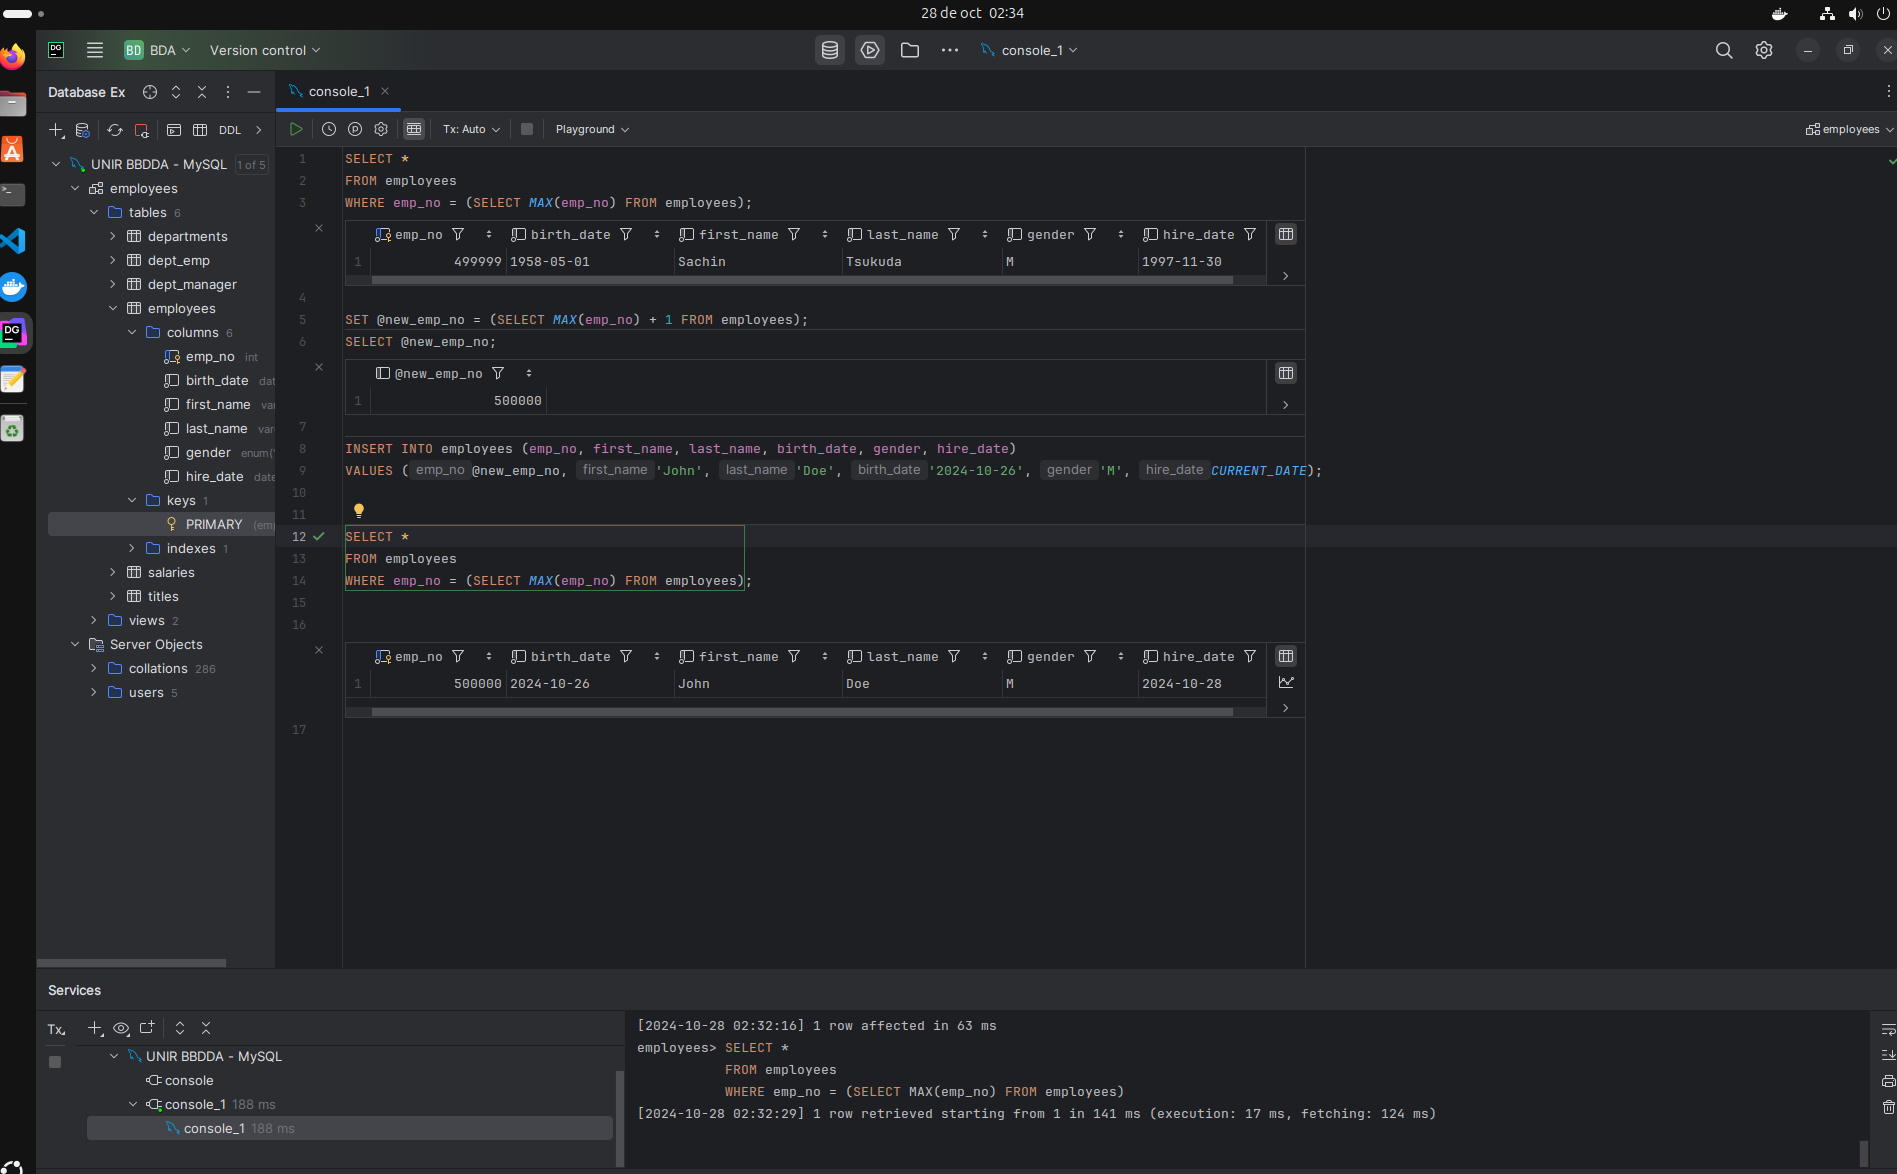 28 de oct 02:34
DG
BD BDA Version control
console_1
Database Ex
console_1
DDL
Tx: Auto
Playground
employees
UNIR BBDDA - MySQL 1 of 5
employees
tables 6
departments
dept_emp
dept_manager
employees
columns 6
emp_no int
birth_date dat
first_name var
last_name var
gender enum('
hire_date date
keys 1
PRIMARY (emp
indexes 1
salaries
titles
views 2
Server Objects
collations 286
users 5
1 SELECT *
2 FROM employees
3 WHERE emp_no = (SELECT MAX(emp_no) FROM employees);
emp_no birth_date first_name last_name gender hire_date
1 499999 1958-05-01 Sachin Tsukuda M 1997-11-30
4
5 SET @new_emp_no = (SELECT MAX(emp_no) + 1 FROM employees);
6 SELECT @new_emp_no;
@new_emp_no
1 500000
7
8 INSERT INTO employees (emp_no, first_name, last_name, birth_date, gender, hire_date)
9 VALUES ( emp_no @new_emp_no, first_name 'John', last_name 'Doe', birth_date '2024-10-26', gender 'M', hire_date CURRENT_DATE);
10
11
12 SELECT *
13 FROM employees
14 WHERE emp_no = (SELECT MAX(emp_no) FROM employees);
15
16
emp_no birth_date first_name last_name gender hire_date
1 500000 2024-10-26 John Doe M 2024-10-28
17
Services
Tx
UNIR BBDDA - MySQL
console
console_1 188 ms
console_1 188 ms
[2024-10-28 02:32:16] 1 row affected in 63 ms
employees> SELECT *
FROM employees
WHERE emp_no = (SELECT MAX(emp_no) FROM employees)
[2024-10-28 02:32:29] 1 row retrieved starting from 1 in 141 ms (execution: 17 ms, fetching: 124 ms)